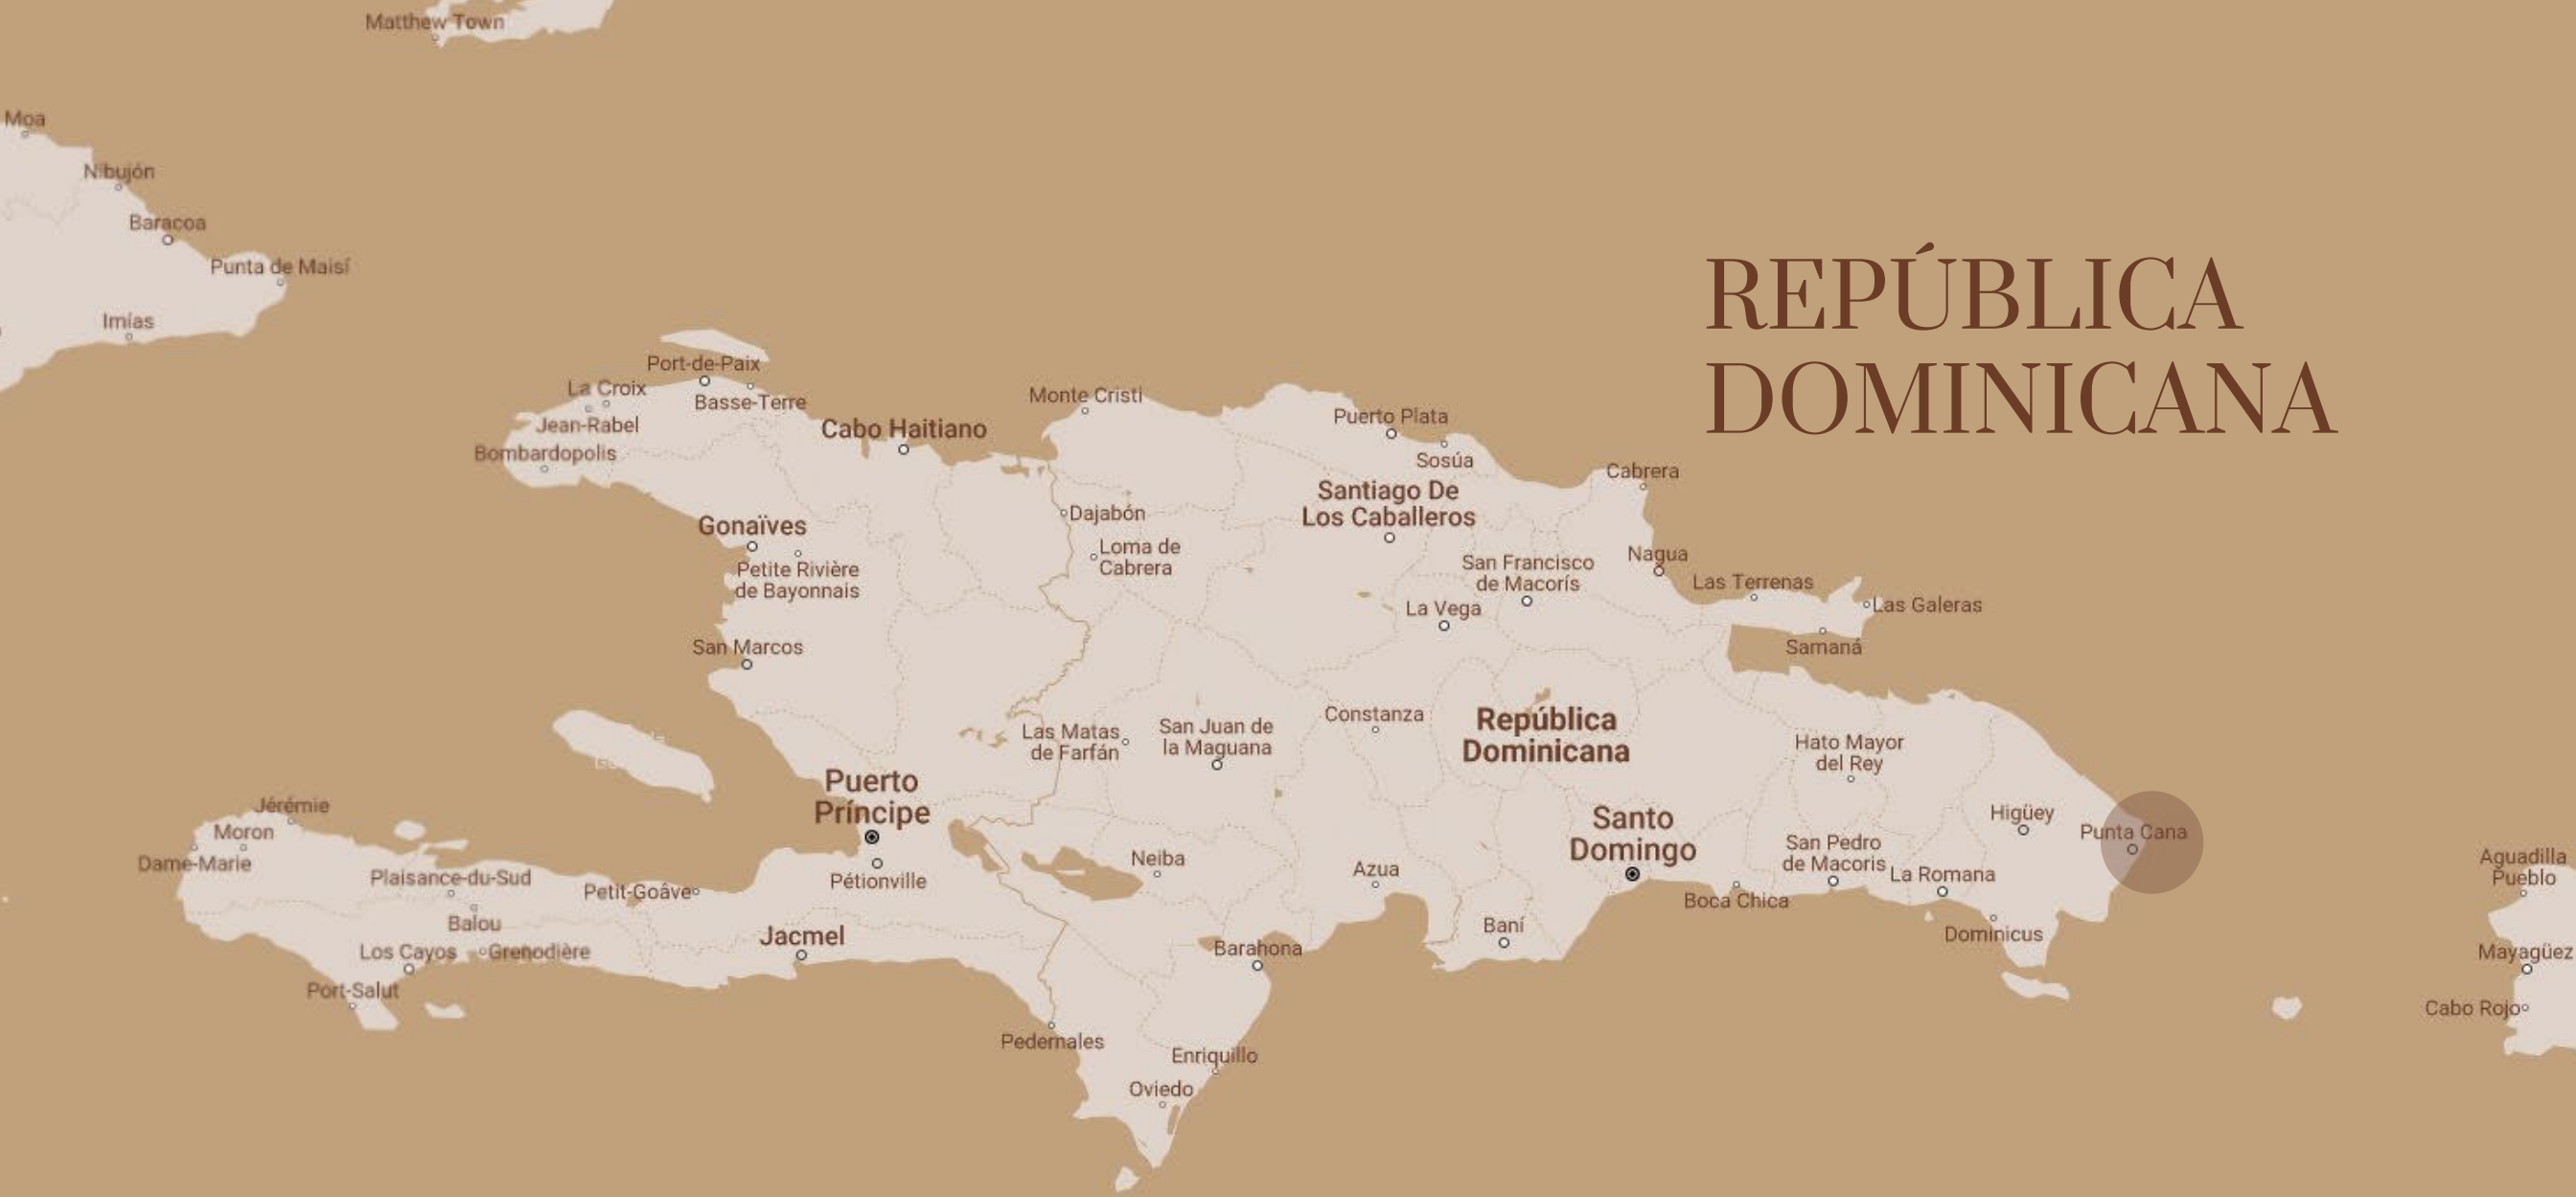 Matthew Town
Moa
Nibujón
Baracoa
Punta de Maisí
Imías
REPÚBLICA
DOMINICANA
Port-de-Paix
La Croix
Basse-Terre
Jean-Rabel
Bombardopolis
Cabo Haitiano
Monte Cristi
Puerto Plata
Sosúa
Cabrera
Santiago De
Los Caballeros
Gonaïves
Dajabón
Petite Rivière
de Bayonnais
Loma de
Cabrera
San Francisco
de Macorís
Nagua
Las Terrenas
Las Galeras
La Vega
Samaná
San Marcos
Las Matas
de Farfán
San Juan de
la Maguana
Constanza
República
Dominicana
Hato Mayor
del Rey
Puerto
Príncipe
Santo
Domingo
Higüey
Punta Cana
Jérémie
Moron
Dame-Marie
Plaisance-du-Sud
Petit-Goâve
Pétionville
Neiba
Azua
San Pedro
de Macoris
La Romana
Boca Chica
Aguadilla
Pueblo
Balou
Los Cayos
Grenodière
Jacmel
Baní
Barahona
Dominicus
Mayagüez
Port-Salut
Cabo Rojo
Pedernales
Enriquillo
Oviedo